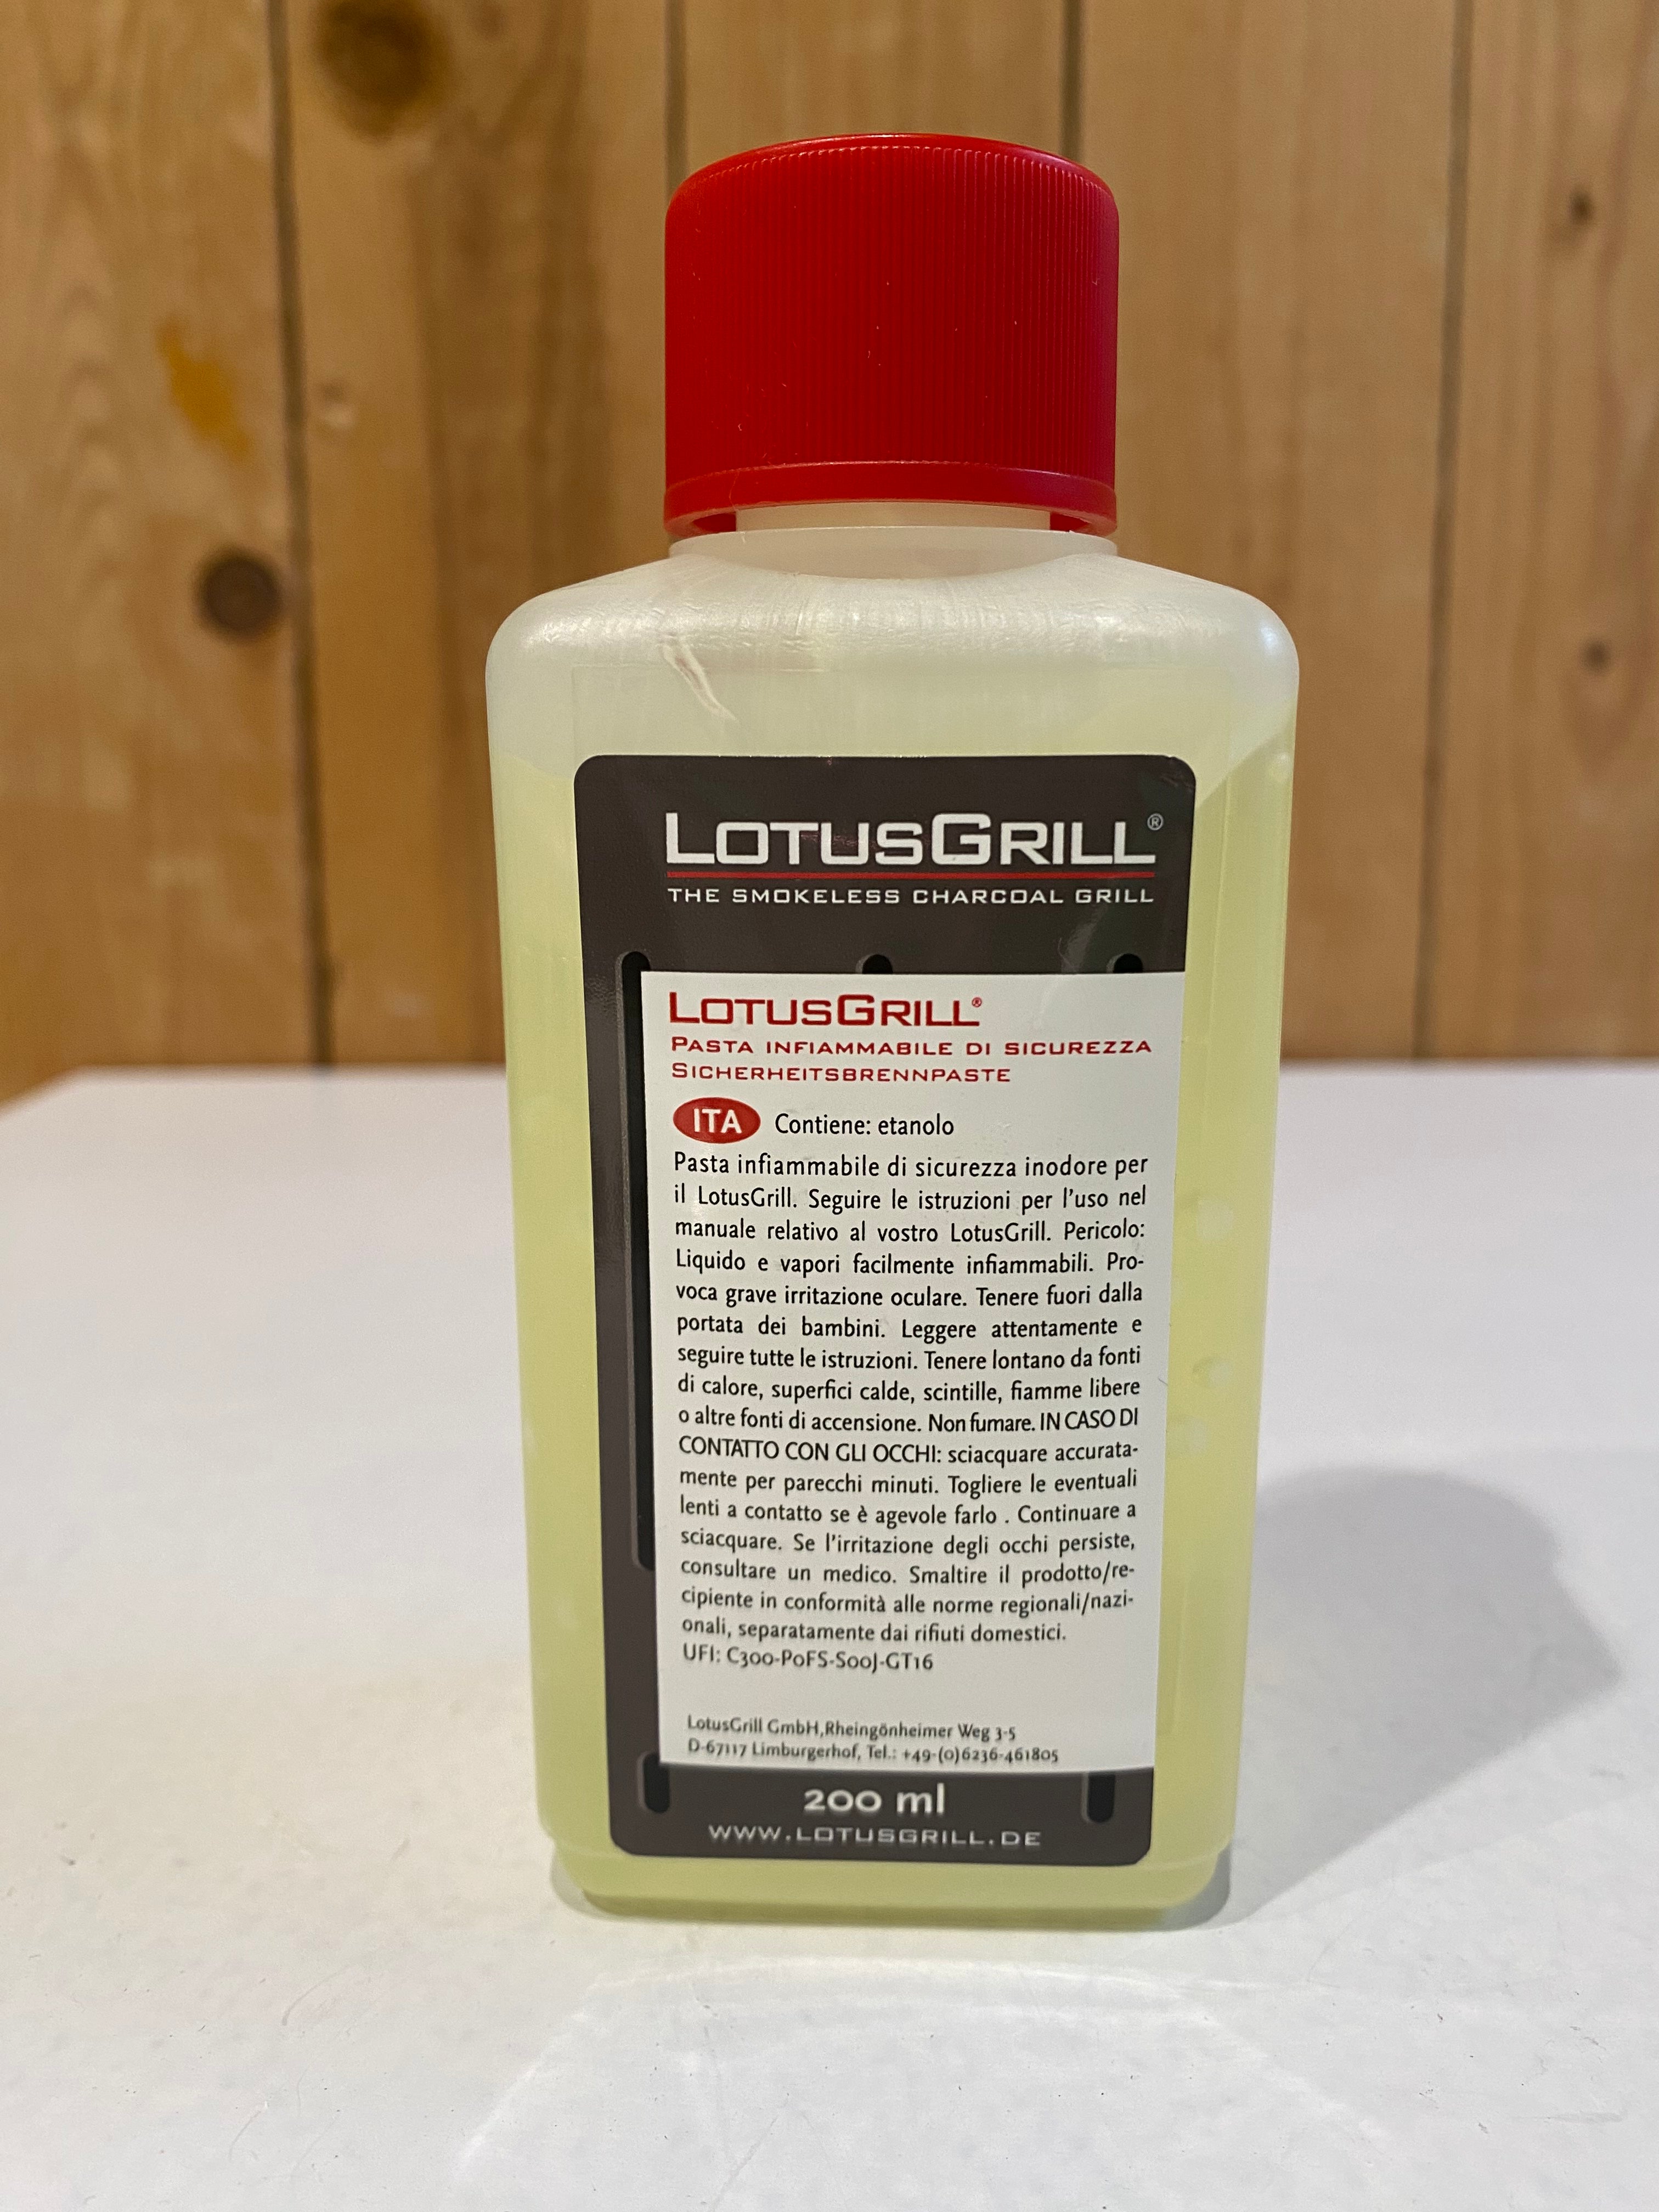 LOTUSGRILL®
THE SMOKELESS CHARCOAL GRILL
LOTUSGRILL®
PASTA INFIAMMABILE DI SICUREZZA
SICHERHEITSBRENNPASTE
ITA Contiene: etanolo
Pasta infiammabile di sicurezza inodore per
il LotusGrill. Seguire le istruzioni per l'uso nel
manuale relativo al vostro LotusGrill. Pericolo:
Liquido e vapori facilmente infiammabili. Pro-
voca grave irritazione oculare. Tenere fuori dalla
portata dei bambini. Leggere attentamente e
seguire tutte le istruzioni. Tenere lontano da fonti
di calore, superfici calde, scintille, fiamme libere
o altre fonti di accensione. Non fumare. IN CASO DI
CONTATTO CON GLI OCCHI: sciacquare accurata-
mente per parecchi minuti. Togliere le eventuali
lenti a contatto se è agevole farlo . Continuare a
sciacquare. Se l'irritazione degli occhi persiste,
consultare un medico. Smaltire il prodotto/re-
cipiente in conformità alle norme regionali/nazi-
onali, separatamente dai rifiuti domestici.
UFI: C300-P0FS-S00J-GT16
LotusGrill GmbH,Rheingönheimer Weg 3-5
D-67117 Limburgerhof, Tel.: +49-(0)6236-461805
200 ml
WWW.LOTUSGRILL.DE